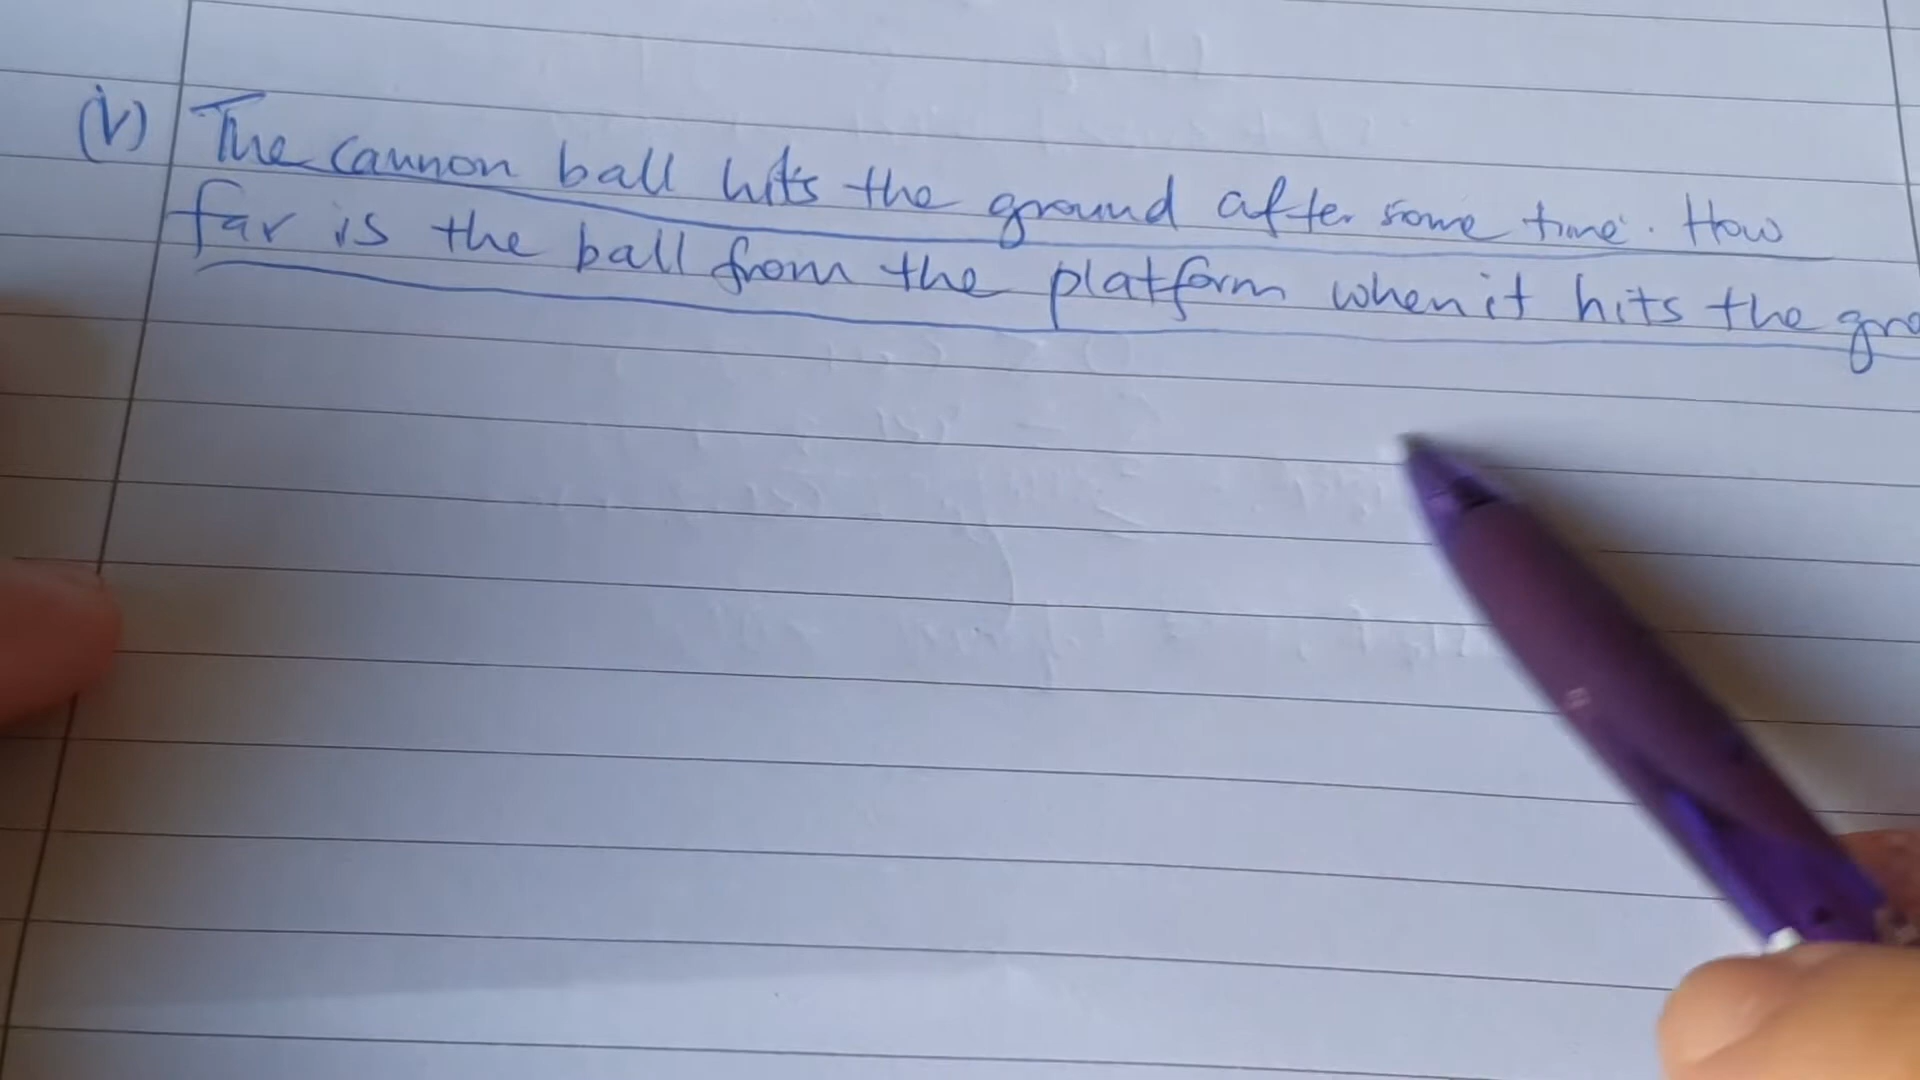 (v) The cannon ball hits the ground after some time. How
far is the ball from the platform when it hits the gro